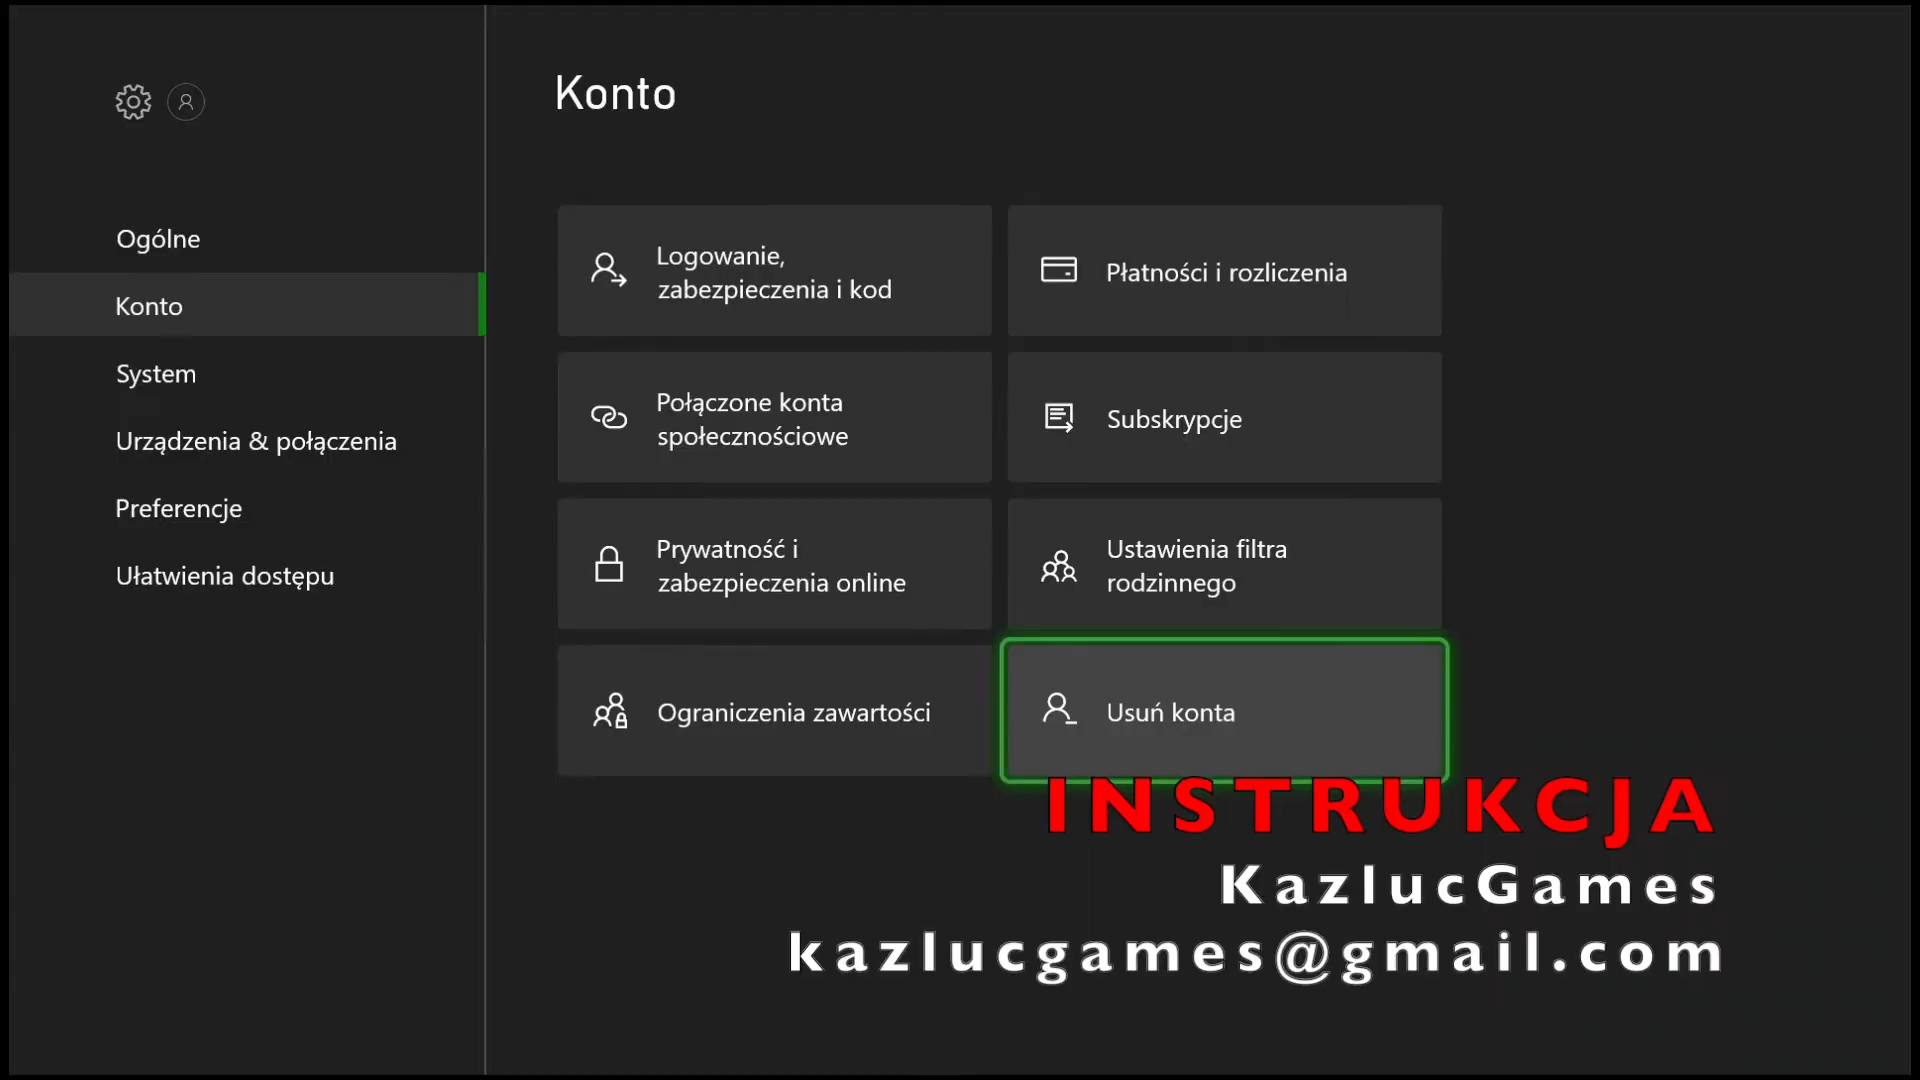 Konto
Ogólne
Konto
System
Urządzenia & połączenia
Preferencje
Ułatwienia dostępu
Logowanie,
zabezpieczenia i kod
Płatności i rozliczenia
Połączone konta
społecznościowe
Subskrypcje
Prywatność i
zabezpieczenia online
Ustawienia filtra
rodzinnego
Ograniczenia zawartości
Usuń konta
INSTRUKCJA
KazlucGames
kazlucgames@gmail.com